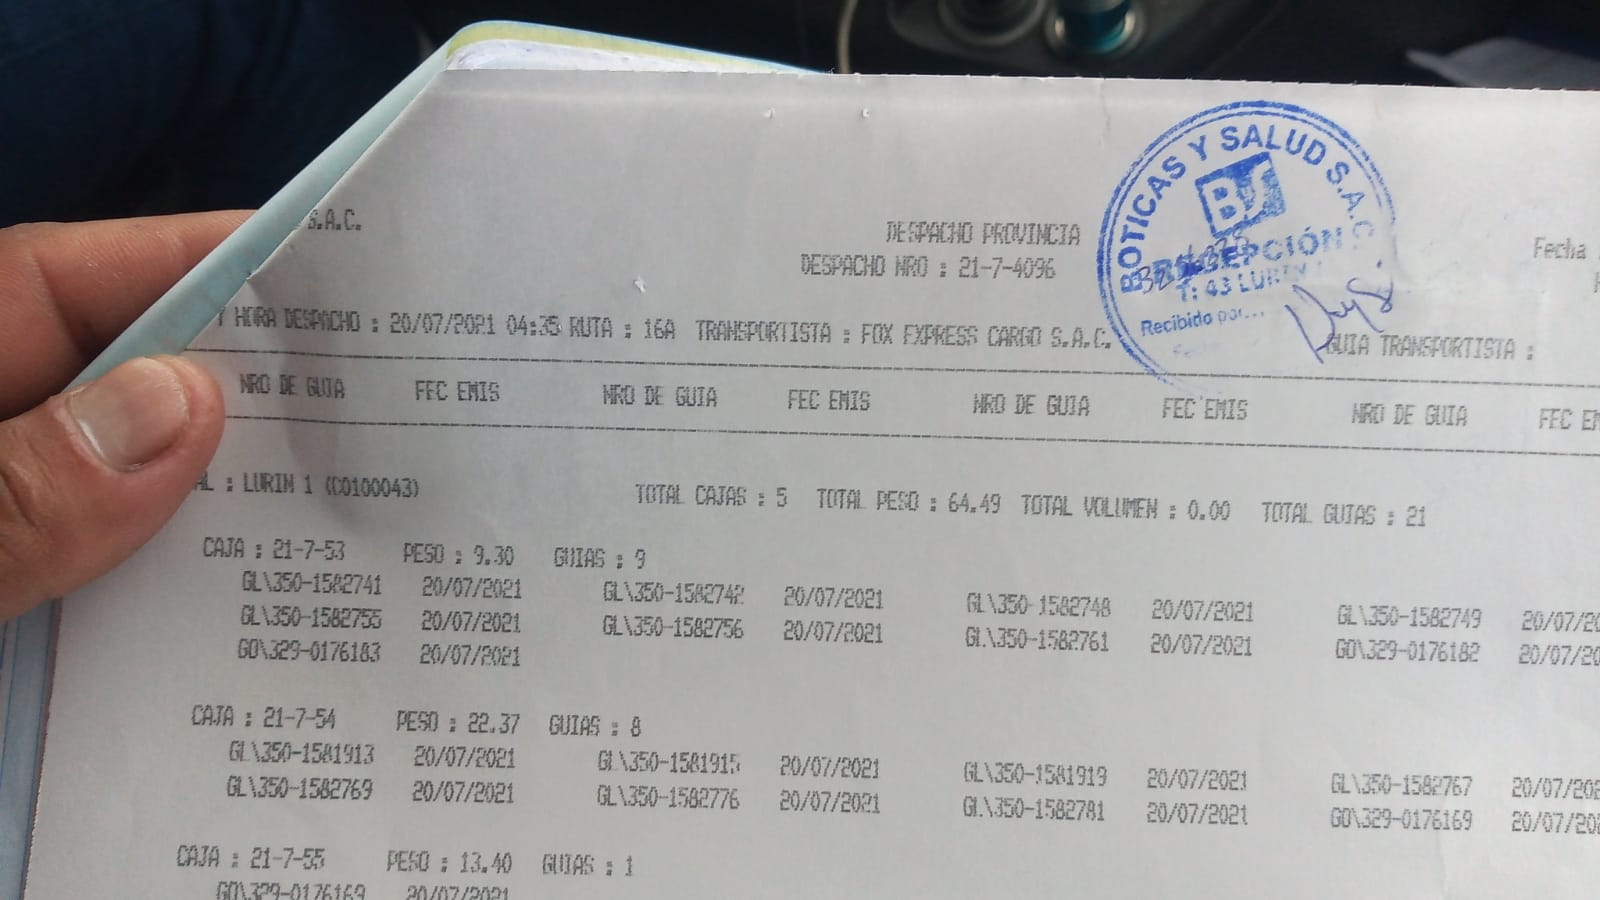 S.A.C.
DESPACHO PROVINCIA
Fecha
DESPACHO NRO : 21-7-4096
BOTICAS Y SALUD S.A.C.
RECEPCIÓN
T: 43 LURIN
Recibido por...
Y HORA DESPACHO : 20/07/2021 04:35 RUTA : 16A TRANSPORTISTA : FOX EXPRESS CARGO S.A.C. GUIA TRANSPORTISTA :
NRO DE GUIA FEC EMIS NRO DE GUIA FEC EMIS NRO DE GUIA FEC EMIS NRO DE GUIA FEC EM
AL : LURIN 1 (C0100043) TOTAL CAJAS : 5 TOTAL PESO : 64.49 TOTAL VOLUMEN : 0.00 TOTAL GUIAS : 21
CAJA : 21-7-53 PESO : 9.30 GUIAS : 9
GL\350-1582741 20/07/2021 GL\350-1582742 20/07/2021 GL\350-1582748 20/07/2021 GL\350-1582749 20/07/20
GL\350-1582755 20/07/2021 GL\350-1582756 20/07/2021 GL\350-1582761 20/07/2021 GO\329-0176182 20/07/20
GO\329-0176183 20/07/2021
CAJA : 21-7-54 PESO : 22.37 GUIAS : 8
GL\350-1581913 20/07/2021 GL\350-1581915 20/07/2021 GL\350-1581919 20/07/2021 GL\350-1582767 20/07/202
GL\350-1582769 20/07/2021 GL\350-1582776 20/07/2021 GL\350-1582781 20/07/2021 GO\329-0176169 20/07/202
CAJA : 21-7-55 PESO : 13.40 GUIAS : 1
GO\329-0176169 20/07/2021